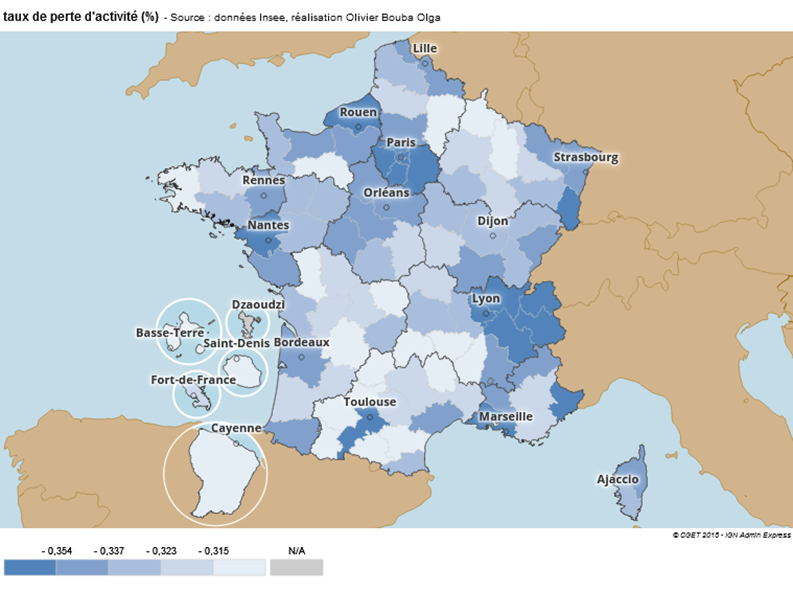 taux de perte d'activité (%) - Source : données Insee, réalisation Olivier Bouba Olga
Lille
Rouen
Paris
Strasbourg
Rennes
Orléans
Nantes
Dijon
Lyon
Dzaoudzi
Basse-Terre
Saint-Denis
Bordeaux
Fort-de-France
Toulouse
Marseille
Cayenne
Ajaccio
© CGET 2015 - IGN Admin Express
- 0,354 - 0,337 - 0,323 - 0,315 N/A